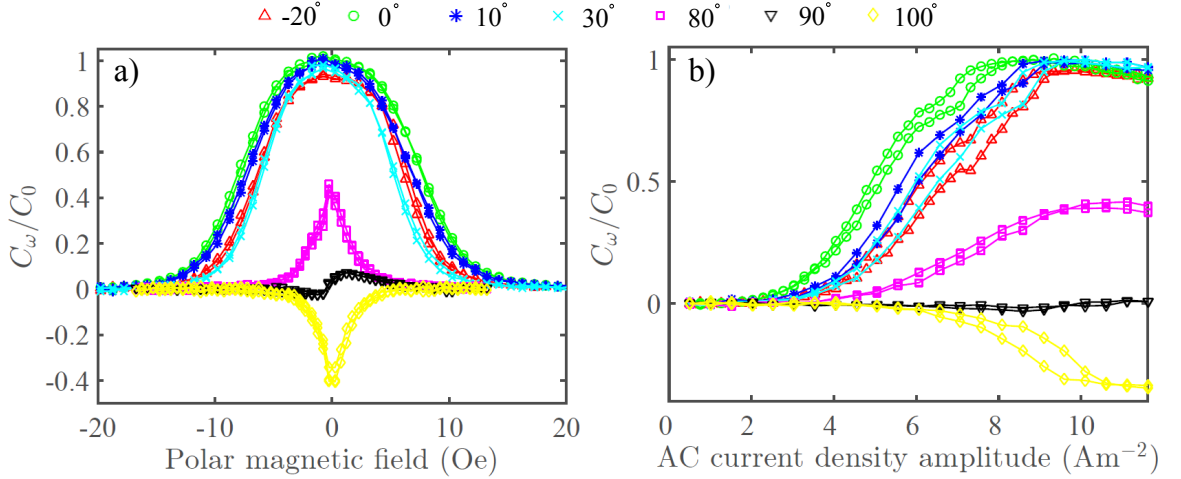 -20° 0° 10° 30° 80° 90° 100°
a)
1
0.8
0.6
0.4
0.2
0
-0.2
-0.4
Cω/C0
-20 -10 0 10 20
Polar magnetic field (Oe)
b)
1
0.5
0
Cω/C0
0 2 4 6 8 10
AC current density amplitude (Am⁻²)